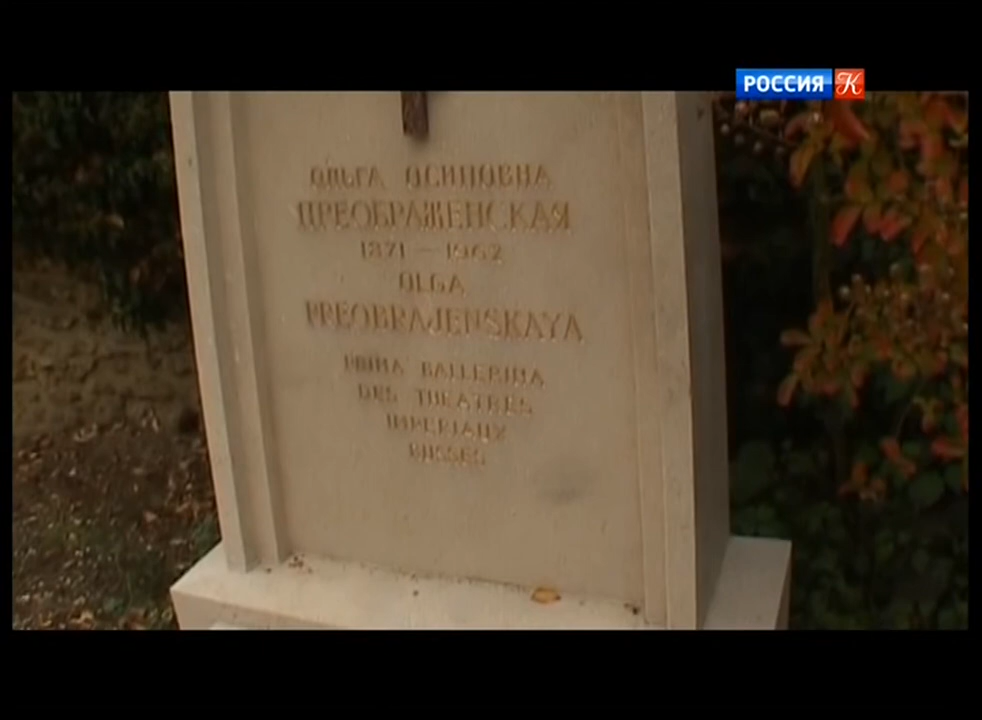 РОССИЯ К
ОЛЬГА ОСИПОВНА
ПРЕОБРАЖЕНСКАЯ
1871 — 1962
OLGA
PREOBRAJENSKAYA
PRIMA BALLERINA
DES THEATRES
IMPERIAUX
RUSSES